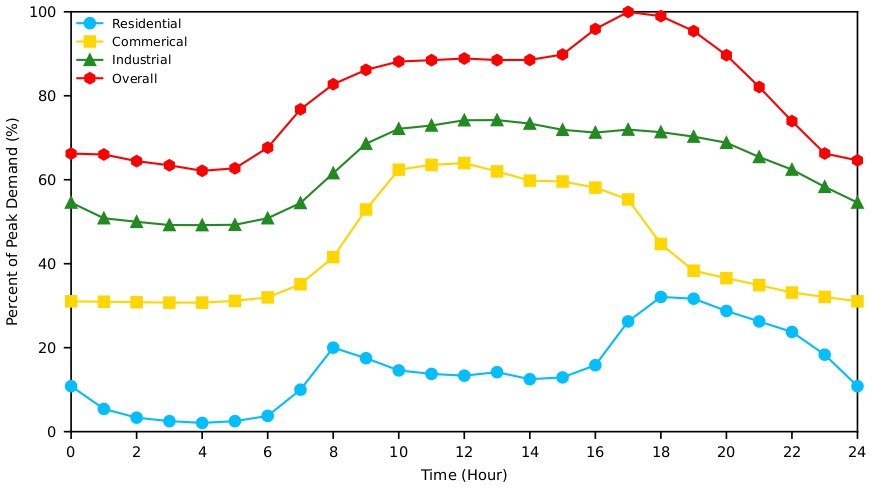 100
80
60
40
20
0
Percent of Peak Demand (%)
Residential
Commerical
Industrial
Overall
0 2 4 6 8 10 12 14 16 18 20 22 24
Time (Hour)